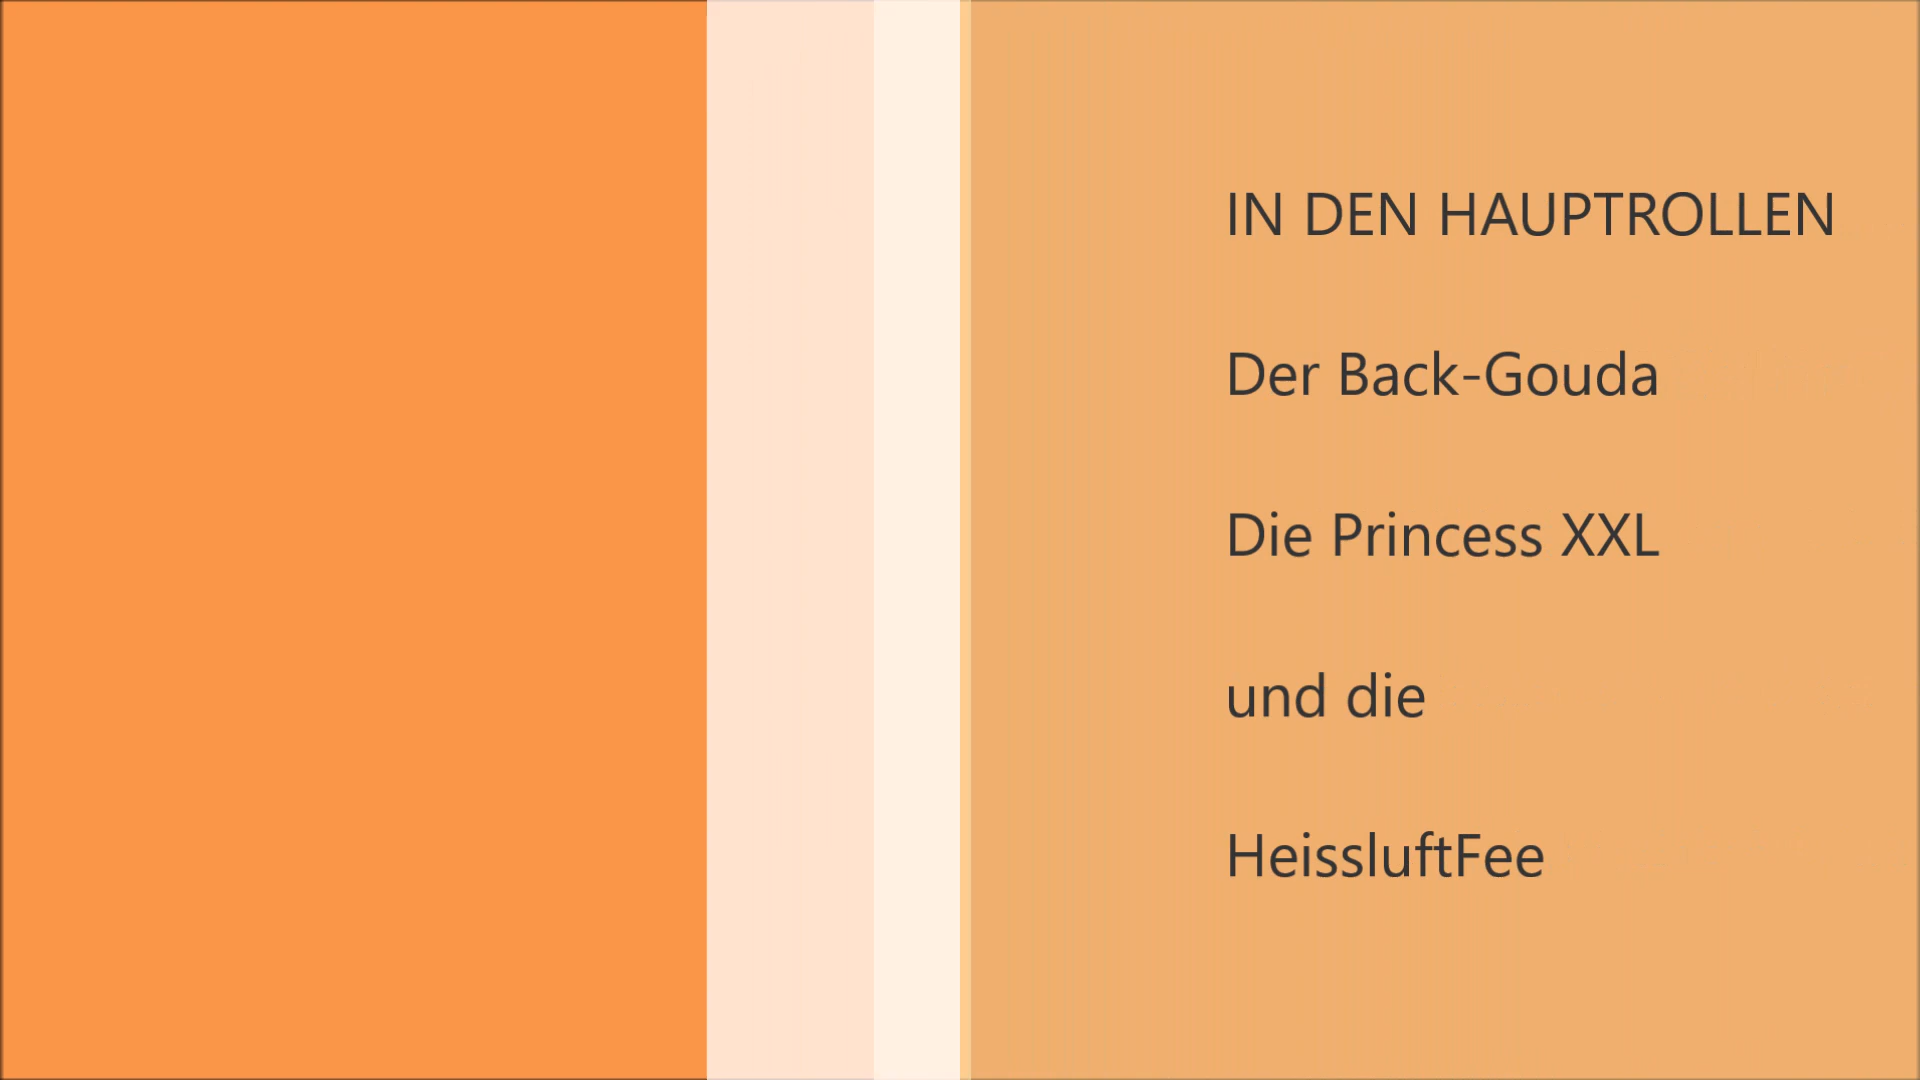 IN DEN HAUPTROLLEN
Der Back-Gouda
Die Princess XXL
und die
HeissluftFee